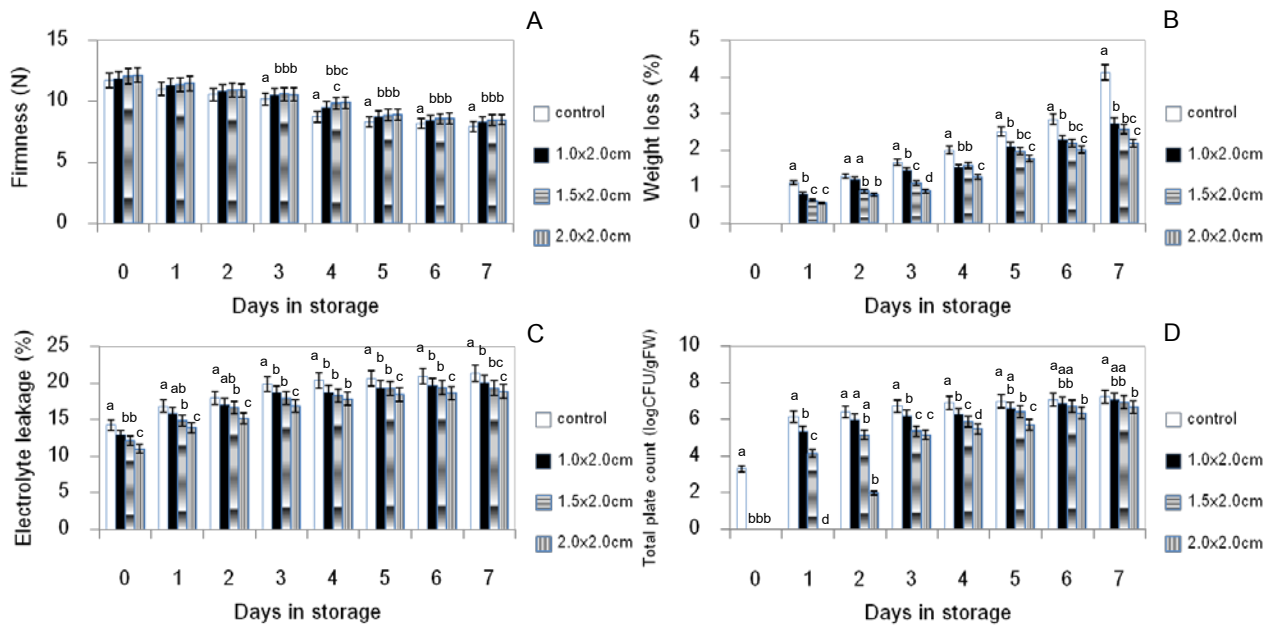 A
Firmness (N)
15
10
5
0
a bbb
a bbc
c
a bbb
a bbb
a bbb
0 1 2 3 4 5 6 7
Days in storage
control
1.0x2.0cm
1.5x2.0cm
2.0x2.0cm
B
Weight loss (%)
5
4
3
2
1
0
a b c c
a a b b
a b c d
a bb c
a b bc c
a b bc c
a b bc c
0 1 2 3 4 5 6 7
Days in storage
control
1.0x2.0cm
1.5x2.0cm
2.0x2.0cm
C
Electrolyte leakage (%)
25
20
15
10
5
0
a bb c
a ab b c
a ab b c
a b b c
a b b b
a b b c
a b b c
a b bc c
0 1 2 3 4 5 6 7
Days in storage
control
1.0x2.0cm
1.5x2.0cm
2.0x2.0cm
D
Total plate count (logCFU/gFW)
10
8
6
4
2
0
a bbb
a b c d
a a a b
a b c c
a b c d
a a b c
a aa b
bb
a aa b
bb
0 1 2 3 4 5 6 7
Days in storage
control
1.0x2.0cm
1.5x2.0cm
2.0x2.0cm